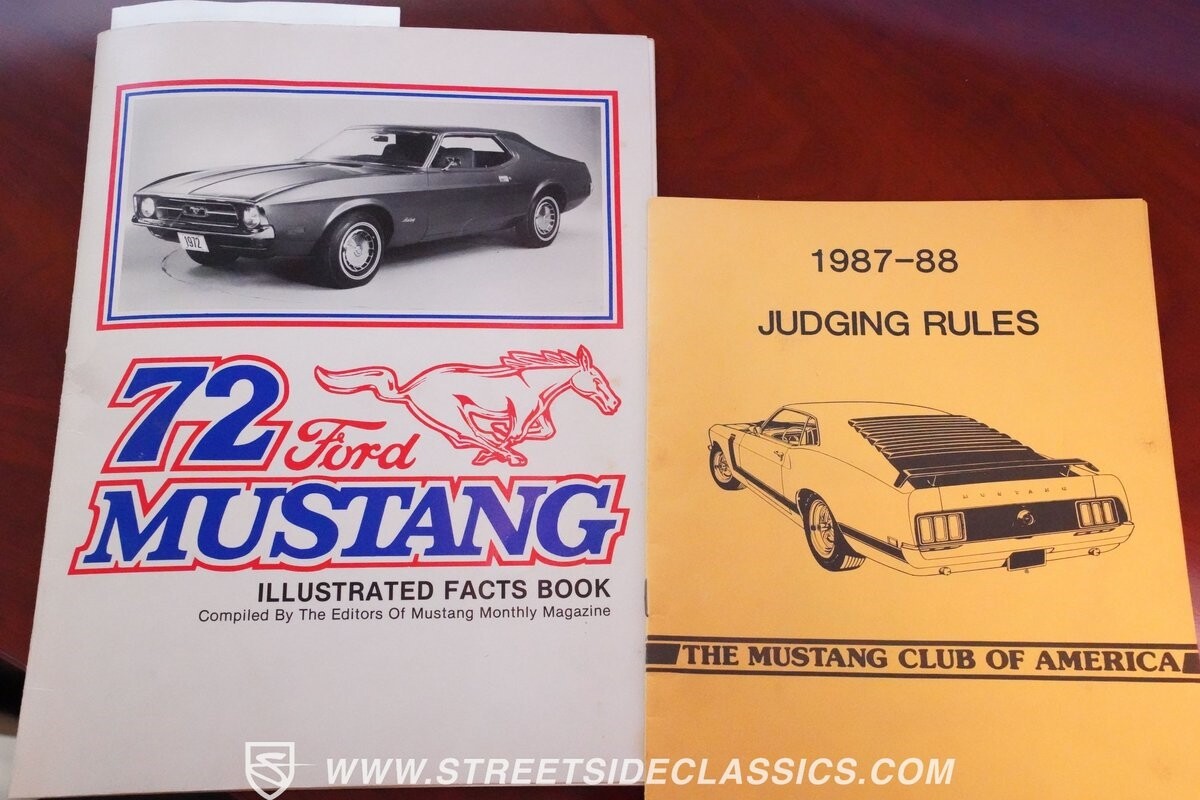 1972
72 Ford
MUSTANG
ILLUSTRATED FACTS BOOK
Compiled By The Editors Of Mustang Monthly Magazine
1987-88
JUDGING RULES
MUSTANG
THE MUSTANG CLUB OF AMERICA
WWW.STREETSIDECLASSICS.COM